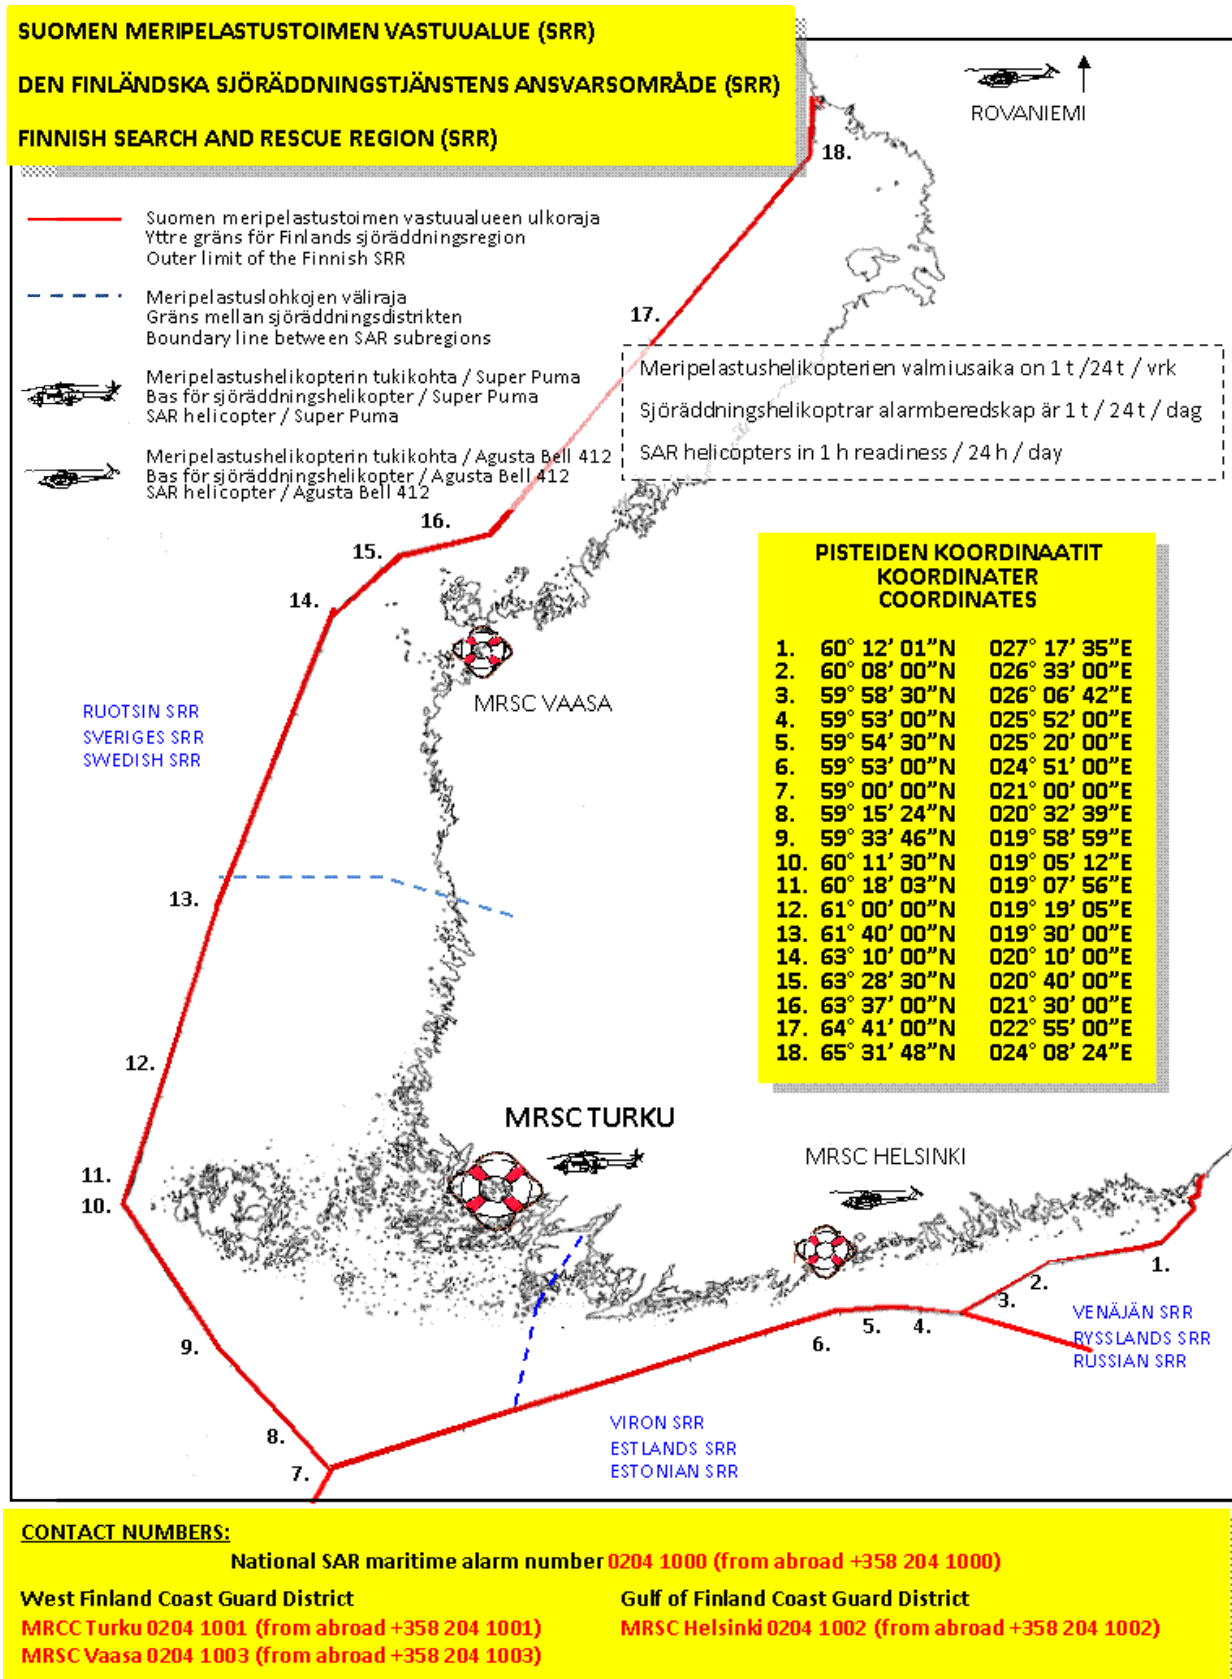 SUOMEN MERIPELASTUSTOIMEN VASTUUALUE (SRR)
DEN FINLÄNDSKA SJÖRÄDDNINGSTJÄNSTENS ANSVARSOMRÅDE (SRR)
FINNISH SEARCH AND RESCUE REGION (SRR)
ROVANIEMI
18.
Suomen meripelastustoimen vastuualueen ulkoraja
Yttre gräns för Finlands sjöräddningsregion
Outer limit of the Finnish SRR
Meripelastuslohkojen väliraja
Gräns mellan sjöräddningsdistrikten
Boundary line between SAR subregions
17.
Meripelastushelikopterin tukikohta / Super Puma
Bas för sjöräddningshelikopter / Super Puma
SAR helicopter / Super Puma
Meripelastushelikopterin tukikohta / Agusta Bell 412
Bas för sjöräddningshelikopter / Agusta Bell 412
SAR helicopter / Agusta Bell 412
Meripelastushelikopterien valmiusaika on 1 t /24 t / vrk
Sjöräddningshelikoptrar alarmberedskap är 1 t / 24 t / dag
SAR helicopters in 1 h readiness / 24 h / day
16.
15.
14.
MRSC VAASA
RUOTSIN SRR
SVERIGES SRR
SWEDISH SRR
PISTEIDEN KOORDINAATIT
KOORDINATER
COORDINATES
1. 60° 12' 01"N 027° 17' 35"E
2. 60° 08' 00"N 026° 33' 00"E
3. 59° 58' 30"N 026° 06' 42"E
4. 59° 53' 00"N 025° 52' 00"E
5. 59° 54' 30"N 025° 20' 00"E
6. 59° 53' 00"N 024° 51' 00"E
7. 59° 00' 00"N 021° 00' 00"E
8. 59° 15' 24"N 020° 32' 39"E
9. 59° 33' 46"N 019° 58' 59"E
10. 60° 11' 30"N 019° 05' 12"E
11. 60° 18' 03"N 019° 07' 56"E
12. 61° 00' 00"N 019° 19' 05"E
13. 61° 40' 00"N 019° 30' 00"E
14. 63° 10' 00"N 020° 10' 00"E
15. 63° 28' 30"N 020° 40' 00"E
16. 63° 37' 00"N 021° 30' 00"E
17. 64° 41' 00"N 022° 55' 00"E
18. 65° 31' 48"N 024° 08' 24"E
13.
12.
11.
10.
MRSC TURKU
MRSC HELSINKI
9.
8.
7.
6.
5.
4.
3.
2.
1.
VENÄJÄN SRR
RYSSLANDS SRR
RUSSIAN SRR
VIRON SRR
ESTLANDS SRR
ESTONIAN SRR
CONTACT NUMBERS:
National SAR maritime alarm number 0204 1000 (from abroad +358 204 1000)
West Finland Coast Guard District
MRCC Turku 0204 1001 (from abroad +358 204 1001)
MRSC Vaasa 0204 1003 (from abroad +358 204 1003)
Gulf of Finland Coast Guard District
MRSC Helsinki 0204 1002 (from abroad +358 204 1002)